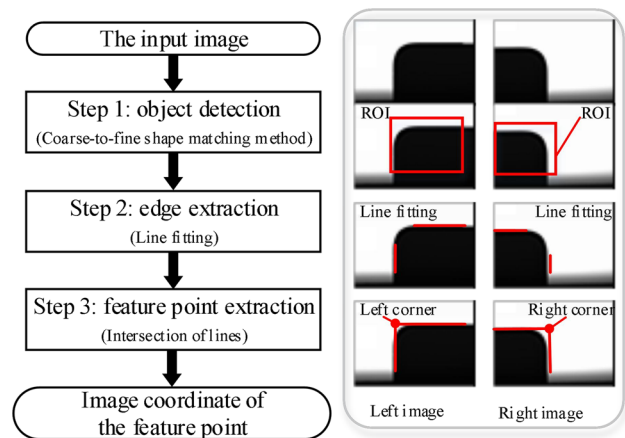 The input image
Step 1: object detection
(Coarse-to-fine shape matching method)
Step 2: edge extraction
(Line fitting)
Step 3: feature point extraction
(Intersection of lines)
Image coordinate of
the feature point
ROI
ROI
Line fitting
Line fitting
Left corner
Right corner
Left image
Right image